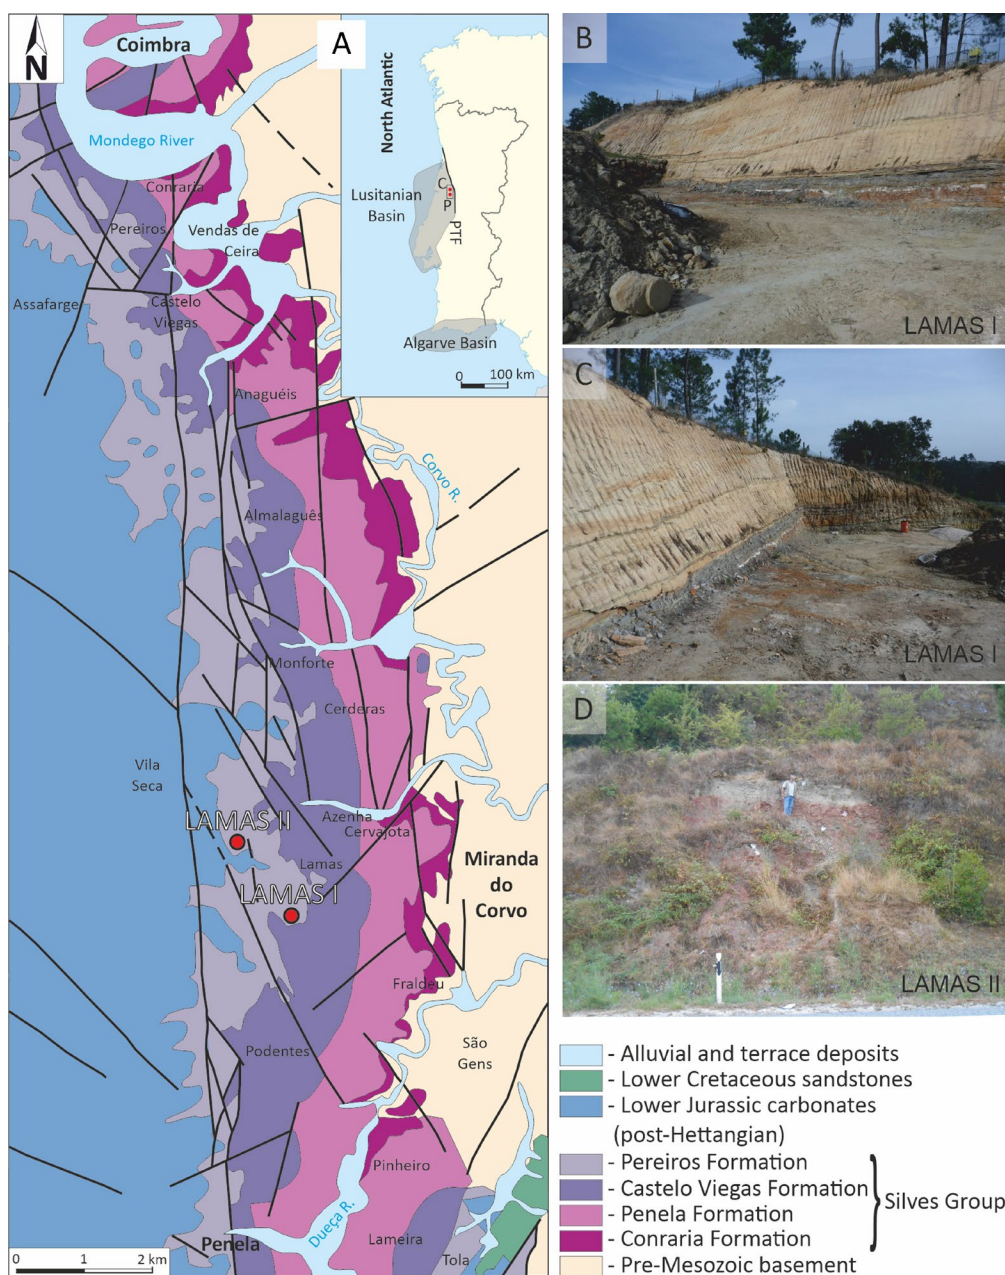 N
Coimbra
Mondego River
Conraria
Pereiros
Vendas de
Ceira
Assafarge
Castelo
Viegas
Anaguéis
Corvo R.
Almalaguês
Monforte
Cerderas
Vila
Seca
LAMAS II
Azenha
Cervajota
Lamas
LAMAS I
Miranda
do
Corvo
Fraldeu
São
Gens
Podentes
Pinheiro
Dueça R.
Penela
Lameira
Tola
0 1 2 km
A
North Atlantic
Lusitanian
Basin
C
P
PTF
Algarve Basin
0 100 km
B
LAMAS I
C
LAMAS I
D
LAMAS II
- Alluvial and terrace deposits
- Lower Cretaceous sandstones
- Lower Jurassic carbonates
(post-Hettangian)
- Pereiros Formation
- Castelo Viegas Formation
- Penela Formation
- Conraria Formation
Silves Group
- Pre-Mesozoic basement